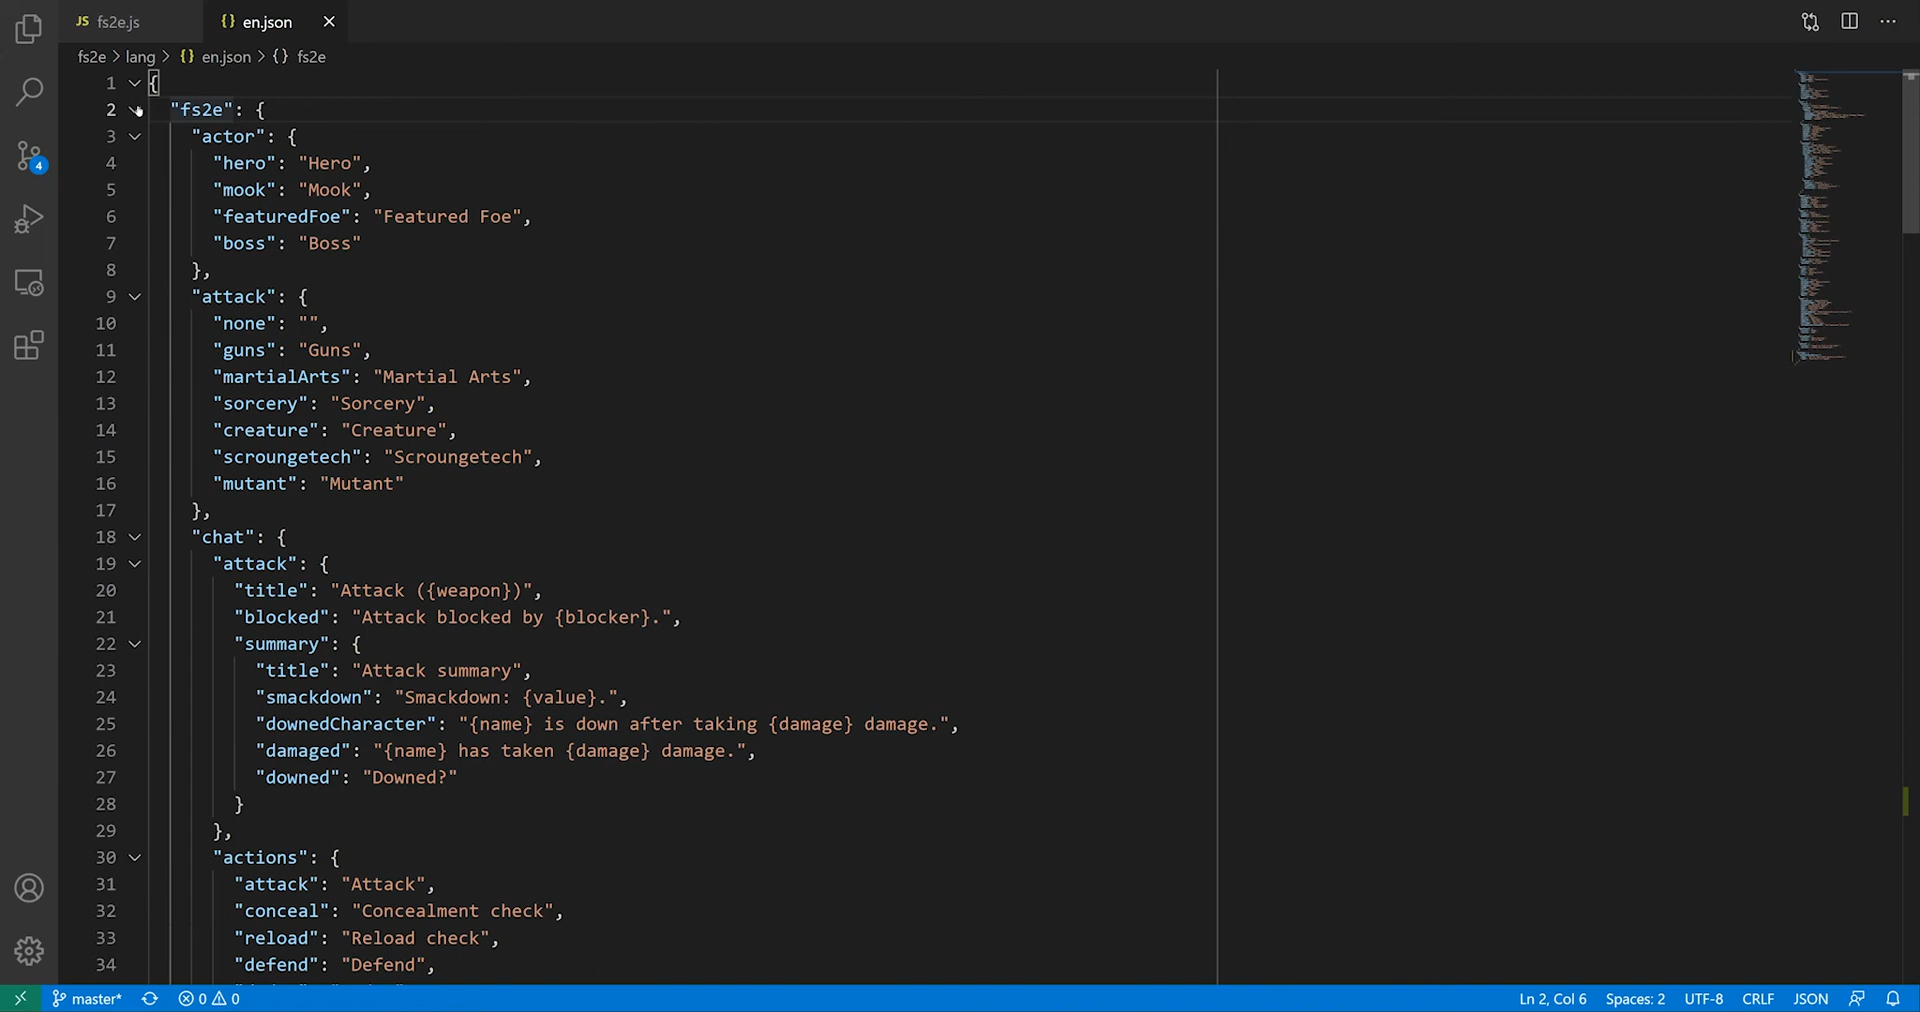 JS fs2e.js
{} en.json
fs2e > lang > {} en.json > {} fs2e
1 {
2 "fs2e": {
3 "actor": {
4 "hero": "Hero",
5 "mook": "Mook",
6 "featuredFoe": "Featured Foe",
7 "boss": "Boss"
8 },
9 "attack": {
10 "none": "",
11 "guns": "Guns",
12 "martialArts": "Martial Arts",
13 "sorcery": "Sorcery",
14 "creature": "Creature",
15 "scroungetech": "Scroungetech",
16 "mutant": "Mutant"
17 },
18 "chat": {
19 "attack": {
20 "title": "Attack ({weapon})",
21 "blocked": "Attack blocked by {blocker}.",
22 "summary": {
23 "title": "Attack summary",
24 "smackdown": "Smackdown: {value}.",
25 "downedCharacter": "{name} is down after taking {damage} damage.",
26 "damaged": "{name} has taken {damage} damage.",
27 "downed": "Downed?"
28 }
29 },
30 "actions": {
31 "attack": "Attack",
32 "conceal": "Concealment check",
33 "reload": "Reload check",
34 "defend": "Defend",
4
master* 0 0 Ln 2, Col 6 Spaces: 2 UTF-8 CRLF JSON